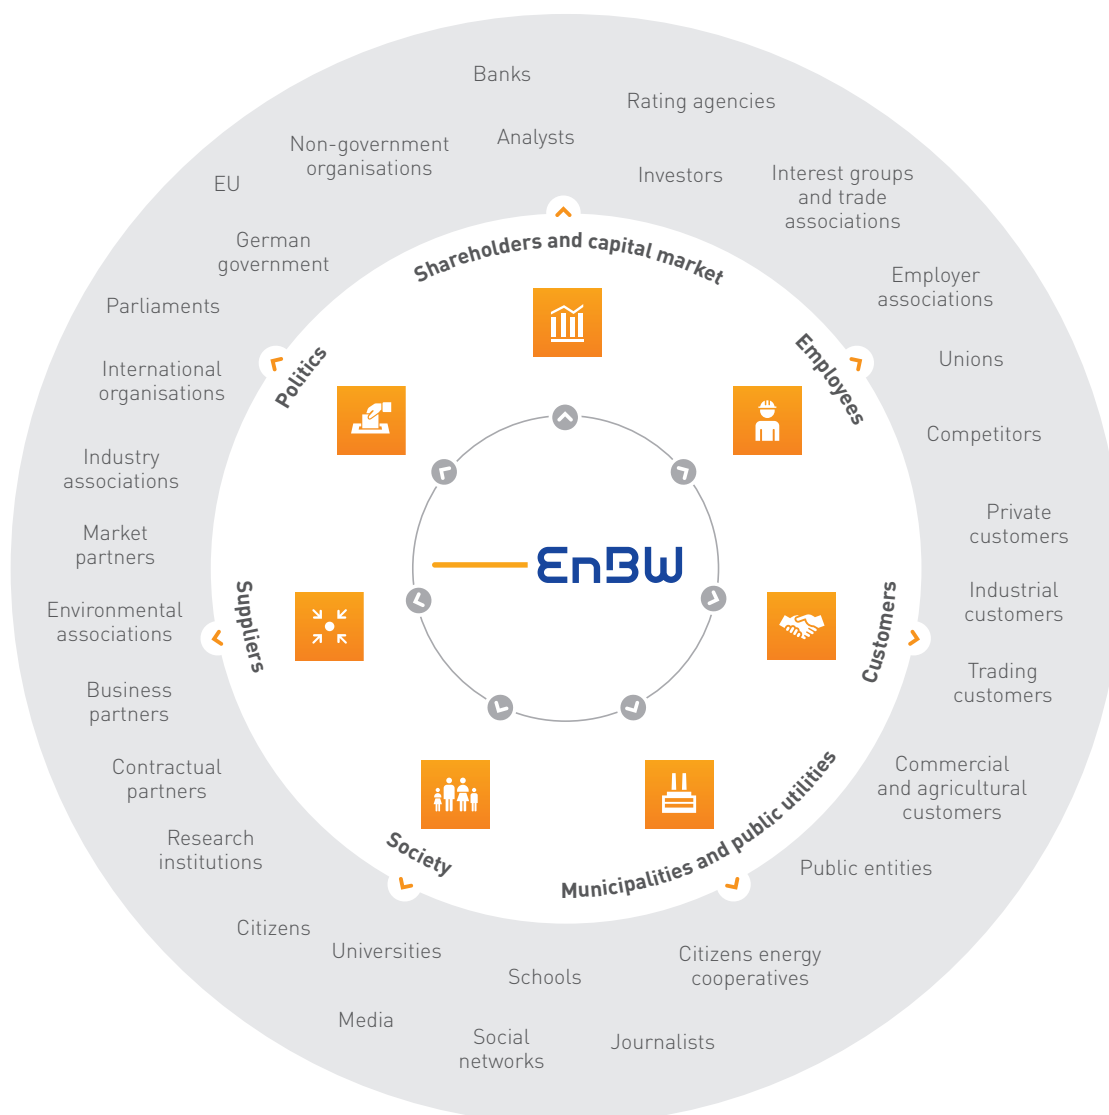 Banks
Rating agencies
Analysts
Non-government
organisations
Investors
Interest groups
and trade
associations
EU
German
government
Shareholders and capital market
Employer
associations
Parliaments
Politics
Employees
Unions
International
organisations
Competitors
Industry
associations
Private
customers
Market
partners
EnBW
Industrial
customers
Environmental
associations
Suppliers
Customers
Trading
customers
Business
partners
Contractual
partners
Commercial
and agricultural
customers
Research
institutions
Society
Municipalities and public utilities
Public entities
Citizens
Universities
Schools
Citizens energy
cooperatives
Media
Social
networks
Journalists